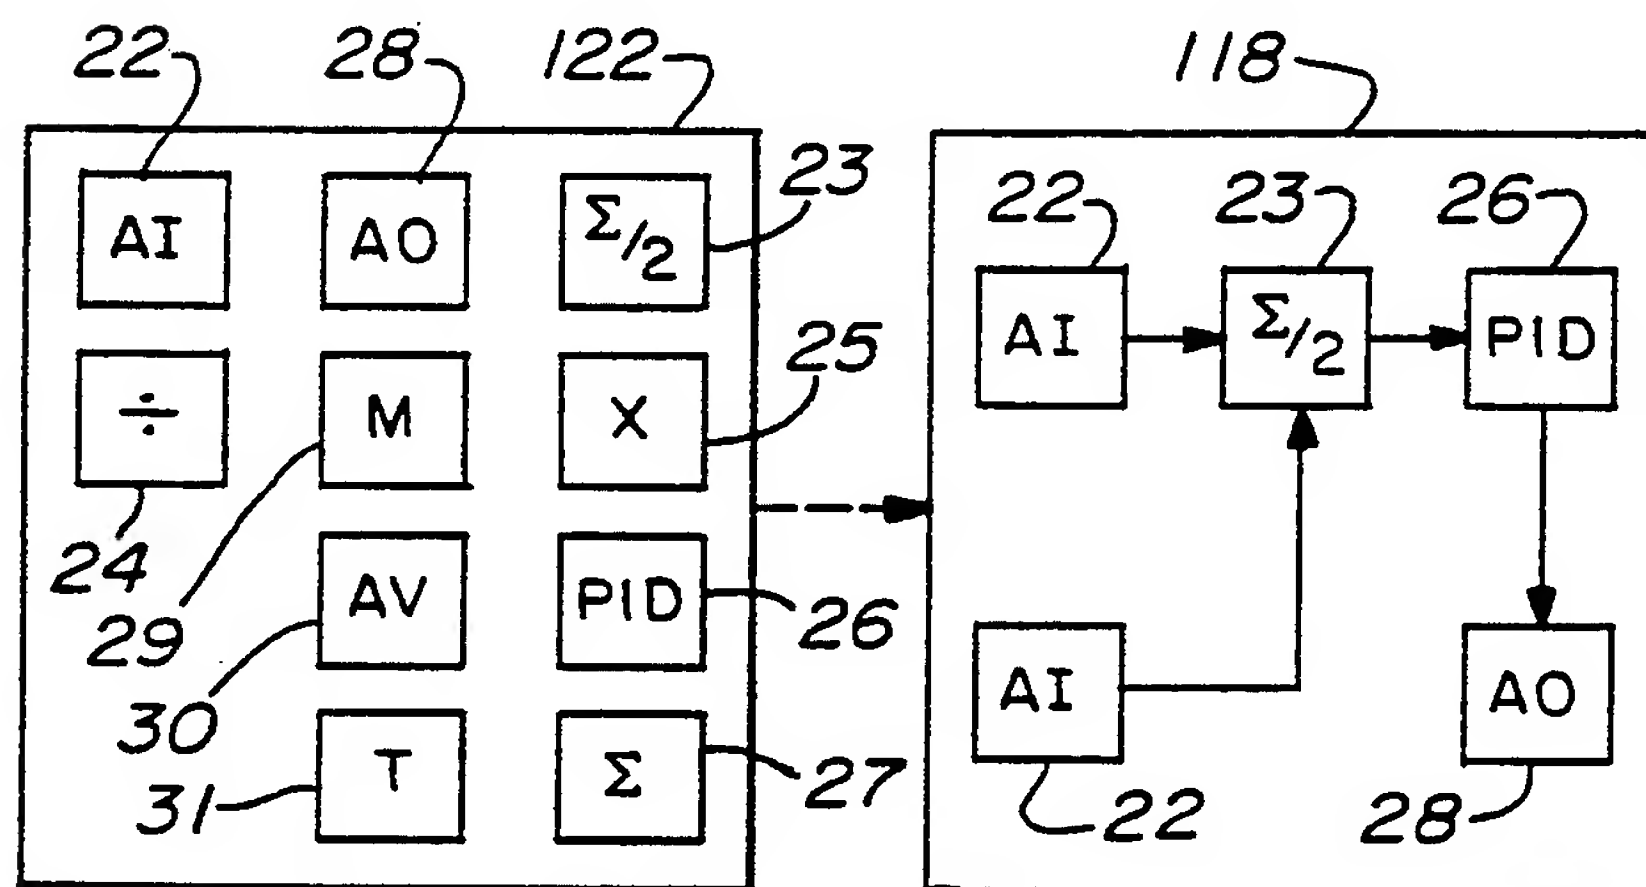 22 28 122 118
23
AI AO Σ/2
22 23 26
25
AI Σ/2 PID
÷ M X
24
29
AV PID
26
30
AI AO
T Σ
31 27
22 28